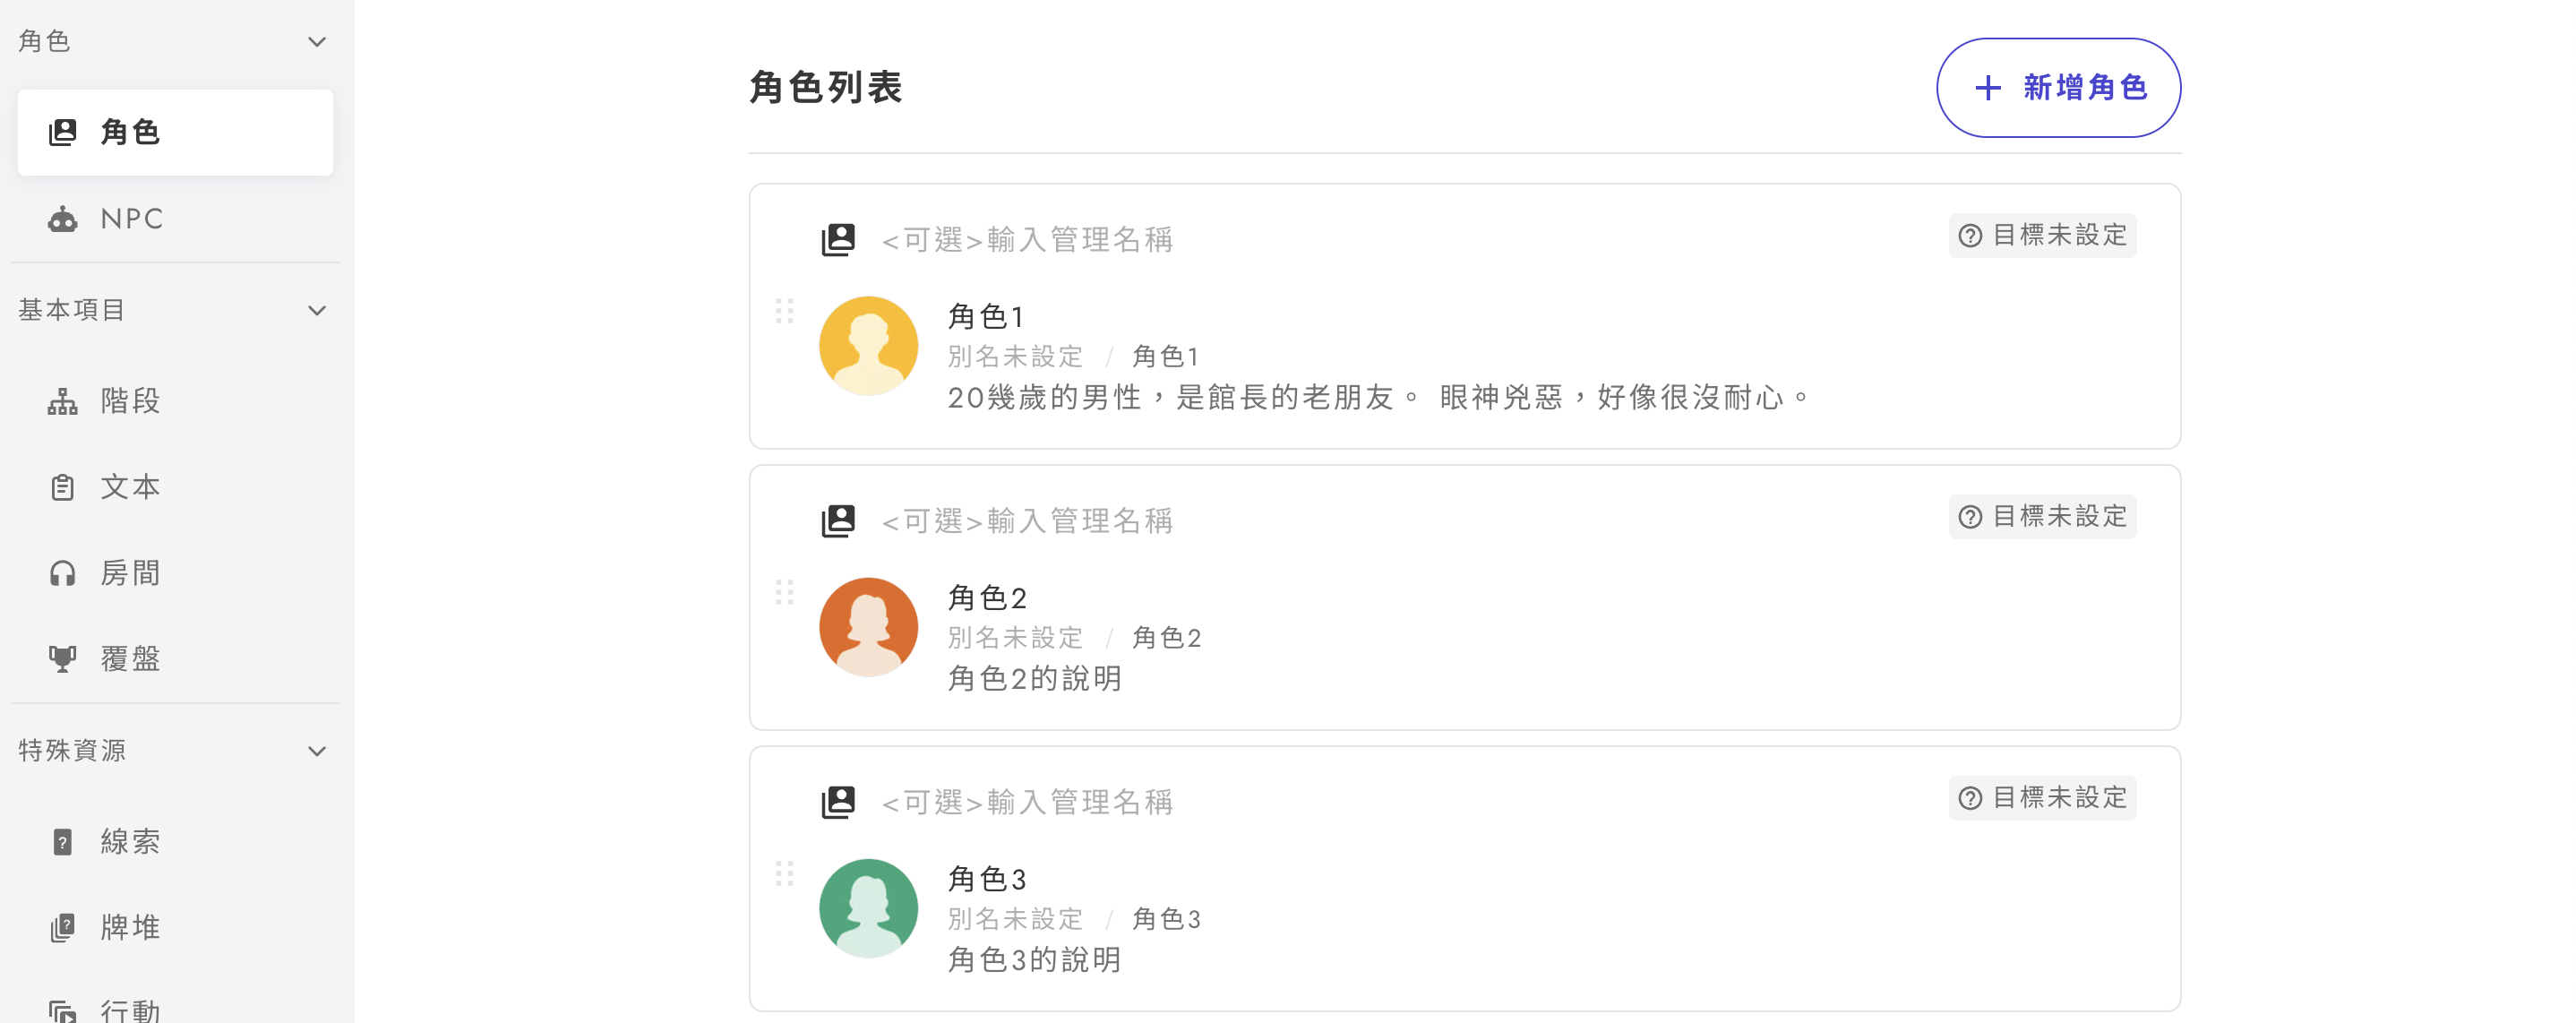 角色
角色
NPC
基本項目
階段
文本
房間
覆盤
特殊資源
線索
牌堆
行動
角色列表
+ 新增角色
<可選>輸入管理名稱
目標未設定
角色1
別名未設定 / 角色1
20幾歲的男性，是館長的老朋友。 眼神兇惡，好像很沒耐心。
<可選>輸入管理名稱
目標未設定
角色2
別名未設定 / 角色2
角色2的說明
<可選>輸入管理名稱
目標未設定
角色3
別名未設定 / 角色3
角色3的說明